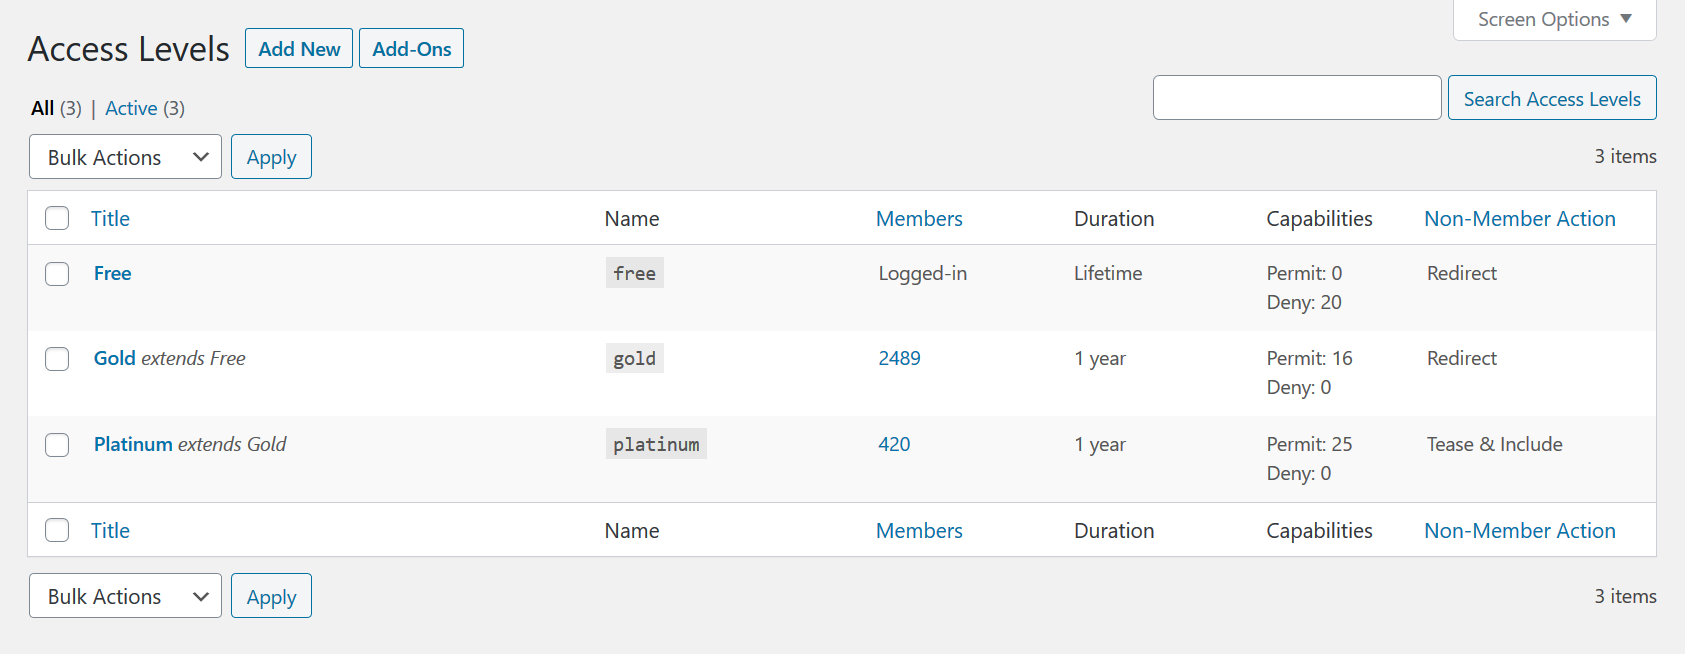 Screen Options
Access Levels Add New Add-Ons
All (3) | Active (3)
Search Access Levels
Bulk Actions Apply
3 items
Title Name Members Duration Capabilities Non-Member Action
Free free Logged-in Lifetime Permit: 0 Redirect
Deny: 20
Gold extends Free gold 2489 1 year Permit: 16 Redirect
Deny: 0
Platinum extends Gold platinum 420 1 year Permit: 25 Tease & Include
Deny: 0
Title Name Members Duration Capabilities Non-Member Action
Bulk Actions Apply
3 items